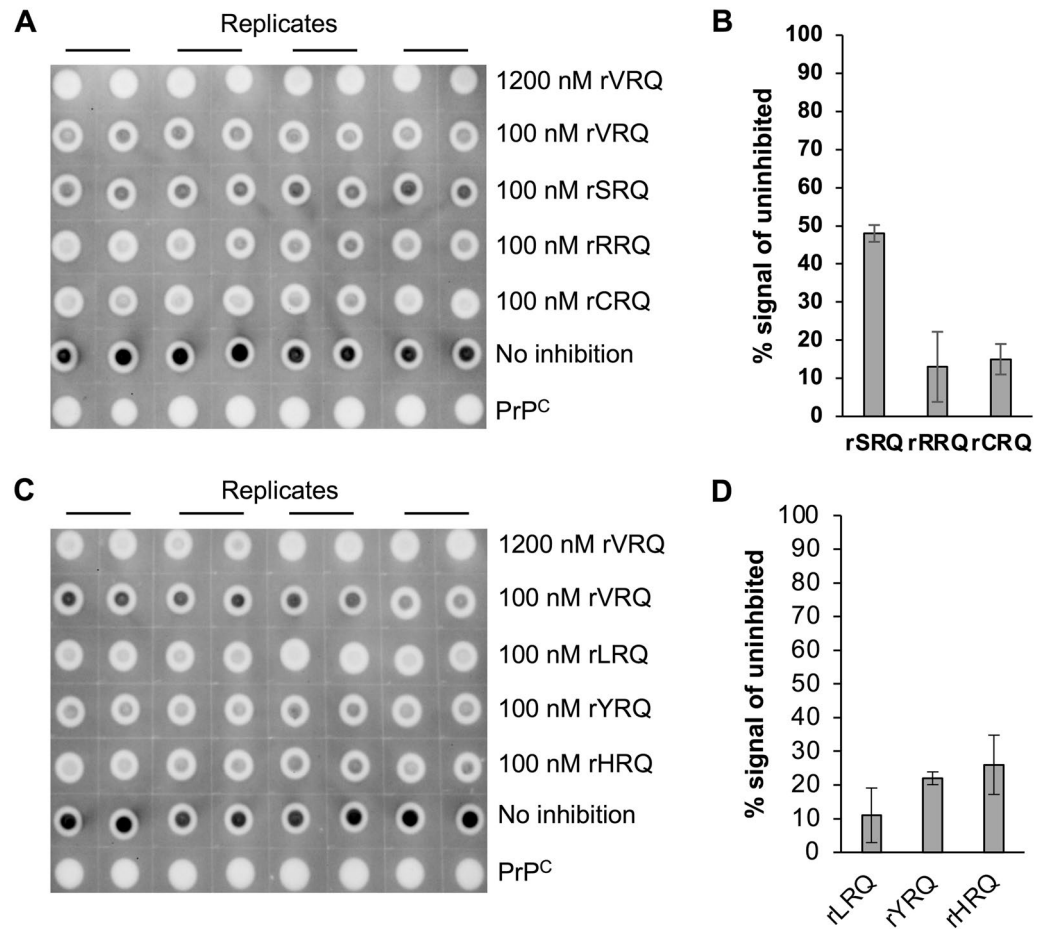 A
Replicates
1200 nM rVRQ
100 nM rVRQ
100 nM rSRQ
100 nM rRRQ
100 nM rCRQ
No inhibition
PrPᶜ
B
% signal of uninhibited
100
90
80
70
60
50
40
30
20
10
0
rSRQ rRRQ rCRQ
C
Replicates
1200 nM rVRQ
100 nM rVRQ
100 nM rLRQ
100 nM rYRQ
100 nM rHRQ
No inhibition
PrPᶜ
D
% signal of uninhbited
100
90
80
70
60
50
40
30
20
10
0
rLRQ rYRQ rHRQ